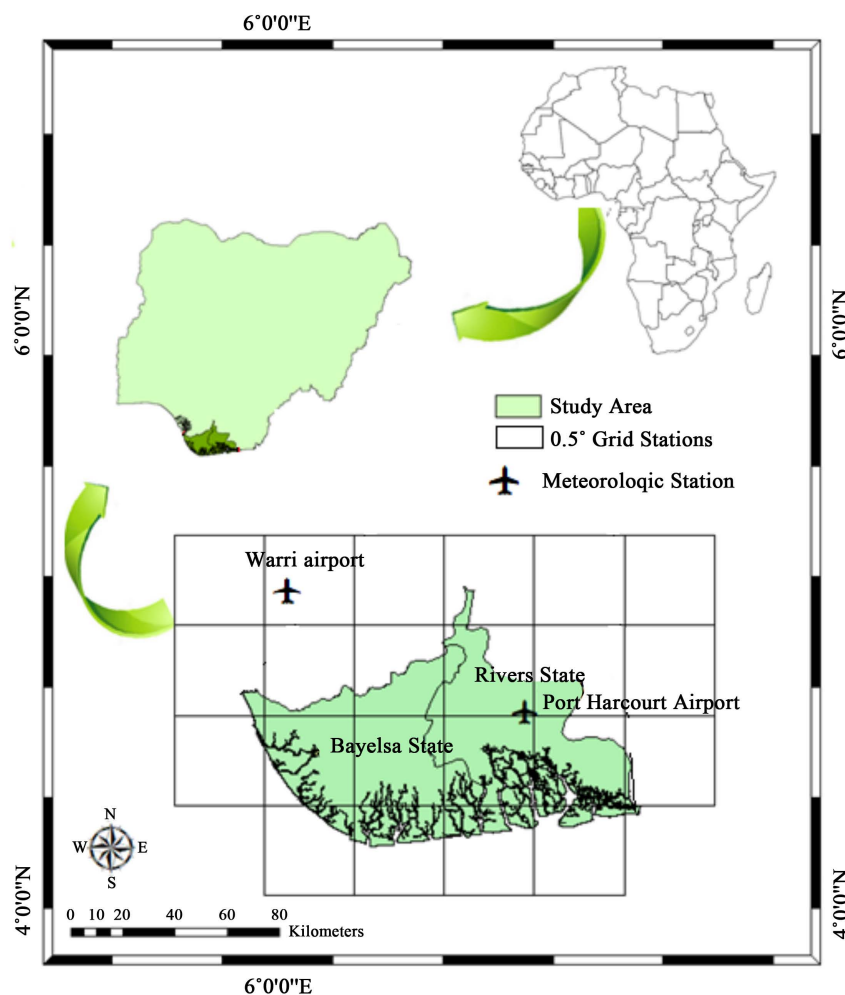 6˚0'0"E
6˚0'0"N
6˚0'0"N
Study Area
0.5˚ Grid Stations
Meteoroloqic Station
Warri airport
Rivers State
Port Harcourt Airport
Bayelsa State
N
W E
S
4˚0'0"N
4˚0'0"N
0 10 20 40 60 80
Kilometers
6˚0'0"E